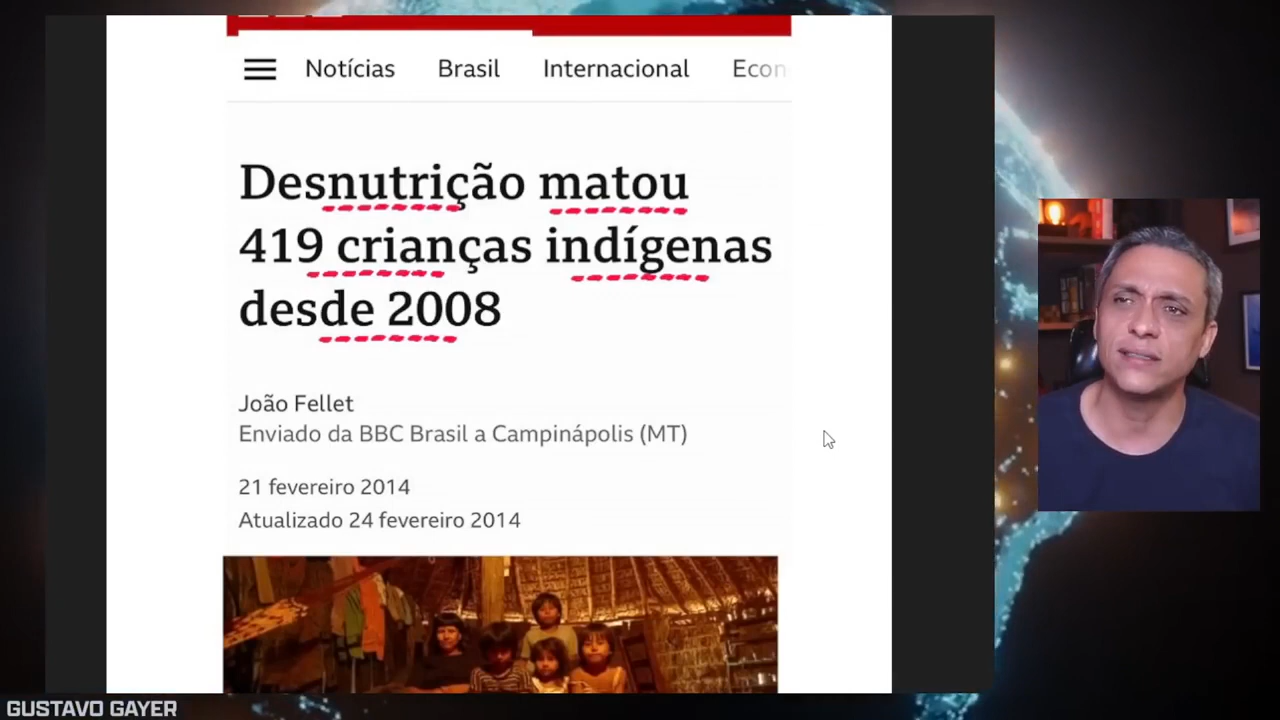 Notícias Brasil Internacional Econ
Desnutrição matou
419 crianças indígenas
desde 2008
João Fellet
Enviado da BBC Brasil a Campinápolis (MT)
21 fevereiro 2014
Atualizado 24 fevereiro 2014
GUSTAVO GAYER